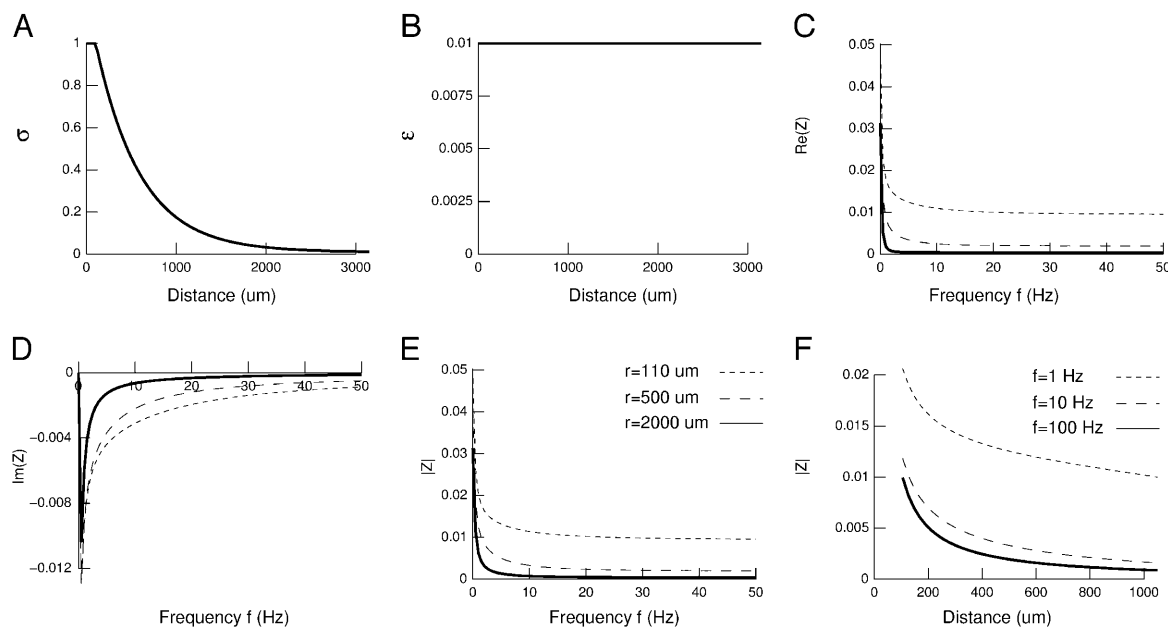 A
1
0.8
0.6
0.4
0.2
0
σ
0
1000
2000
3000
Distance (um)
B
0.01
0.0075
0.005
0.0025
0
ε
0
1000
2000
3000
Distance (um)
C
0.05
0.04
0.03
0.02
0.01
0
Re(Z)
0
10
20
30
40
50
Frequency f (Hz)
D
0
−0.004
−0.008
−0.012
Im(Z)
0
10
20
30
40
50
Frequency f (Hz)
E
0.05
0.04
0.03
0.02
0.01
0
|Z|
r=110 um
r=500 um
r=2000 um
0
10
20
30
40
50
Frequency f (Hz)
F
0.02
0.015
0.01
0.005
0
|Z|
f=1 Hz
f=10 Hz
f=100 Hz
0
200
400
600
800
1000
Distance (um)